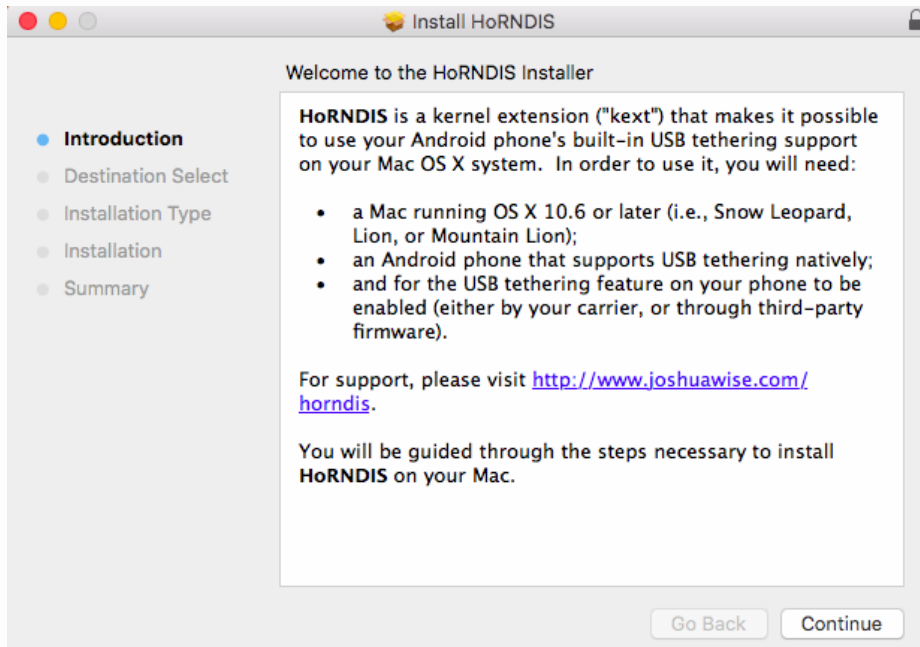 Install HoRNDIS
Welcome to the HoRNDIS Installer
Introduction
Destination Select
Installation Type
Installation
Summary
HoRNDIS is a kernel extension ("kext") that makes it possible
to use your Android phone's built-in USB tethering support
on your Mac OS X system.  In order to use it, you will need:
• a Mac running OS X 10.6 or later (i.e., Snow Leopard,
Lion, or Mountain Lion);
• an Android phone that supports USB tethering natively;
• and for the USB tethering feature on your phone to be
enabled (either by your carrier, or through third-party
firmware).
For support, please visit http://www.joshuawise.com/
horndis.
You will be guided through the steps necessary to install
HoRNDIS on your Mac.
Go Back
Continue